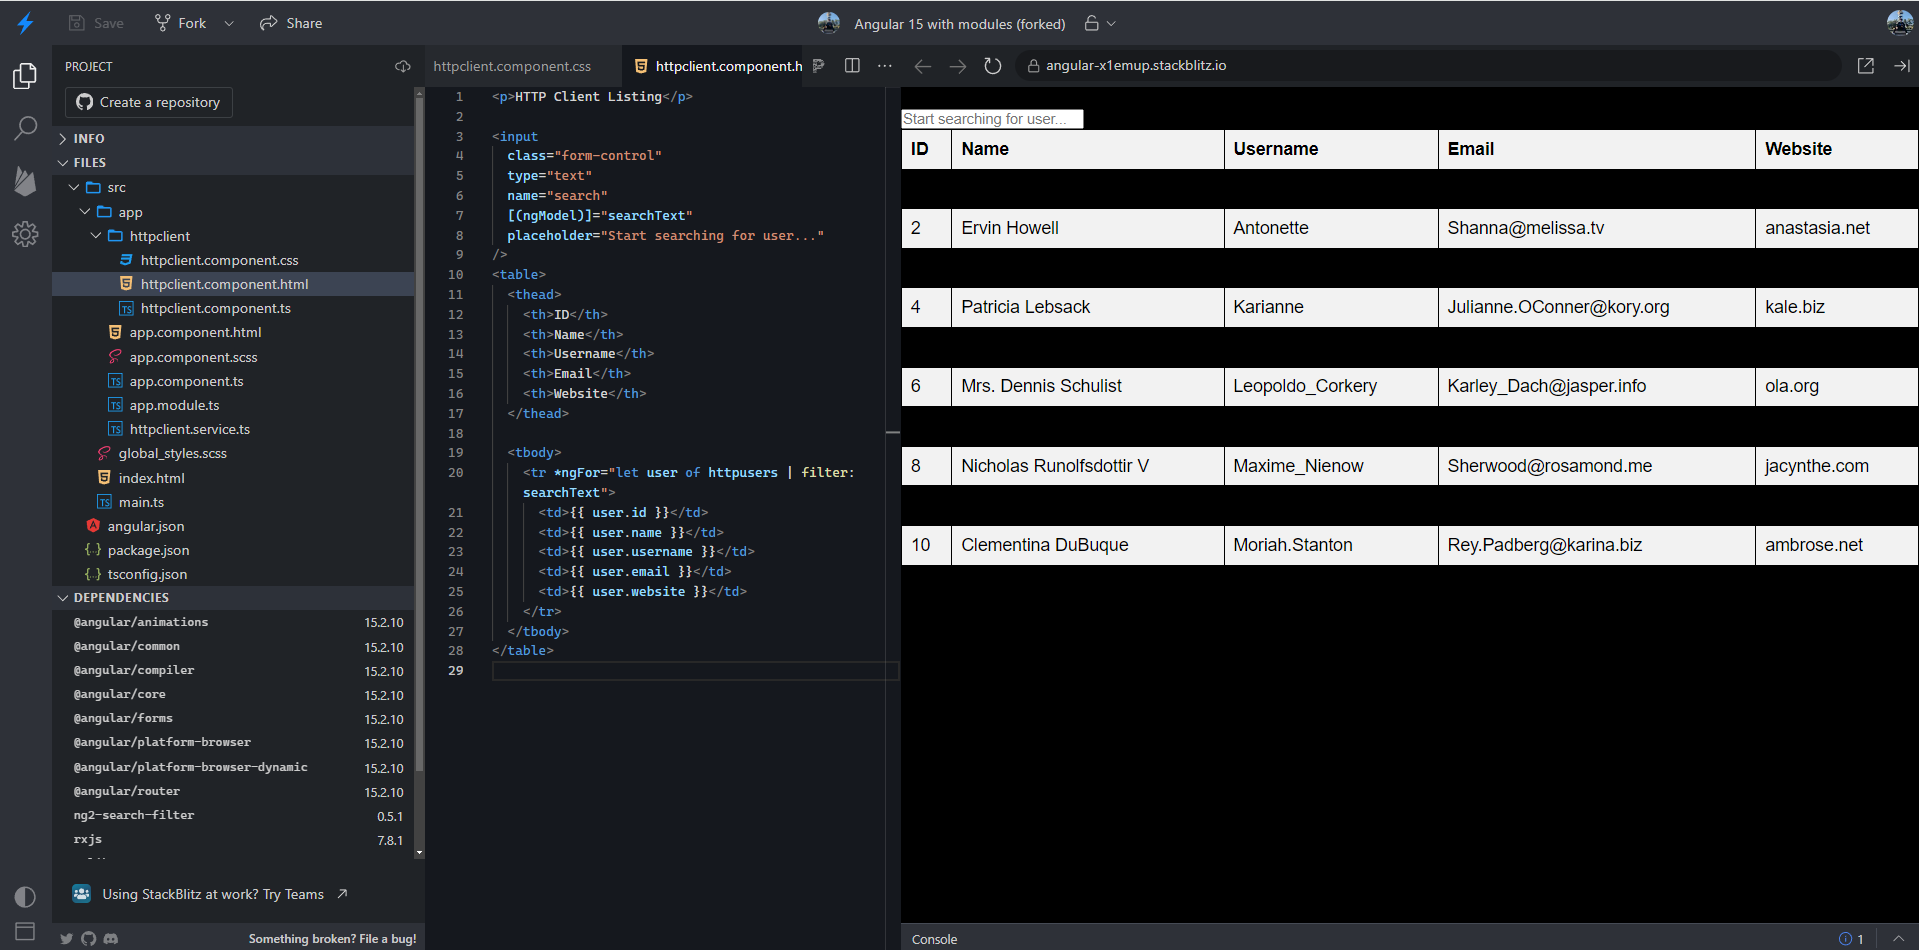 Save
Fork
Share
Angular 15 with modules (forked)
PROJECT
Create a repository
INFO
FILES
src
app
httpclient
httpclient.component.css
httpclient.component.html
httpclient.component.ts
app.component.html
app.component.scss
app.component.ts
app.module.ts
httpclient.service.ts
global_styles.scss
index.html
main.ts
angular.json
package.json
tsconfig.json
DEPENDENCIES
@angular/animations 15.2.10
@angular/common 15.2.10
@angular/compiler 15.2.10
@angular/core 15.2.10
@angular/forms 15.2.10
@angular/platform-browser 15.2.10
@angular/platform-browser-dynamic 15.2.10
@angular/router 15.2.10
ng2-search-filter 0.5.1
rxjs 7.8.1
Using StackBlitz at work? Try Teams
Something broken? File a bug!
httpclient.component.css
httpclient.component.h
1 <p>HTTP Client Listing</p>
2
3 <input
4 class="form-control"
5 type="text"
6 name="search"
7 [(ngModel)]="searchText"
8 placeholder="Start searching for user..."
9 />
10 <table>
11 <thead>
12 <th>ID</th>
13 <th>Name</th>
14 <th>Username</th>
15 <th>Email</th>
16 <th>Website</th>
17 </thead>
18
19 <tbody>
20 <tr *ngFor="let user of httpusers | filter:
searchText">
21 <td>{{ user.id }}</td>
22 <td>{{ user.name }}</td>
23 <td>{{ user.username }}</td>
24 <td>{{ user.email }}</td>
25 <td>{{ user.website }}</td>
26 </tr>
27 </tbody>
28 </table>
29
angular-x1emup.stackblitz.io
Start searching for user...
ID Name Username Email Website
2 Ervin Howell Antonette Shanna@melissa.tv anastasia.net
4 Patricia Lebsack Karianne Julianne.OConner@kory.org kale.biz
6 Mrs. Dennis Schulist Leopoldo_Corkery Karley_Dach@jasper.info ola.org
8 Nicholas Runolfsdottir V Maxime_Nienow Sherwood@rosamond.me jacynthe.com
10 Clementina DuBuque Moriah.Stanton Rey.Padberg@karina.biz ambrose.net
Console
1